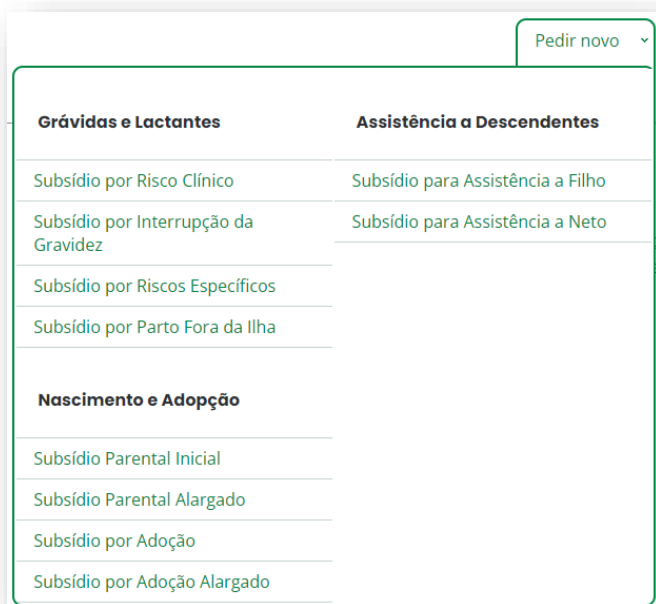 Pedir novo
Grávidas e Lactantes
Subsídio por Risco Clínico
Subsídio por Interrupção da
Gravidez
Subsídio por Riscos Específicos
Subsídio por Parto Fora da Ilha
Nascimento e Adopção
Subsídio Parental Inicial
Subsídio Parental Alargado
Subsídio por Adoção
Subsídio por Adoção Alargado
Assistência a Descendentes
Subsídio para Assistência a Filho
Subsídio para Assistência a Neto